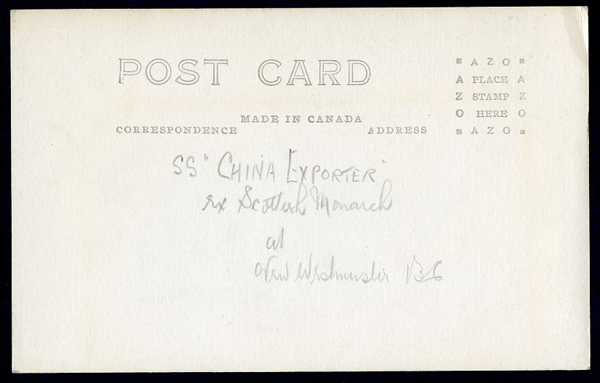 POST CARD
MADE IN CANADA
CORRESPONDENCE
ADDRESS
AZO
A PLACE A
Z STAMP Z
O HERE O
AZO
SS "CHINA EXPORTER"
ex Scottish Monarch
at
New Westminster BC